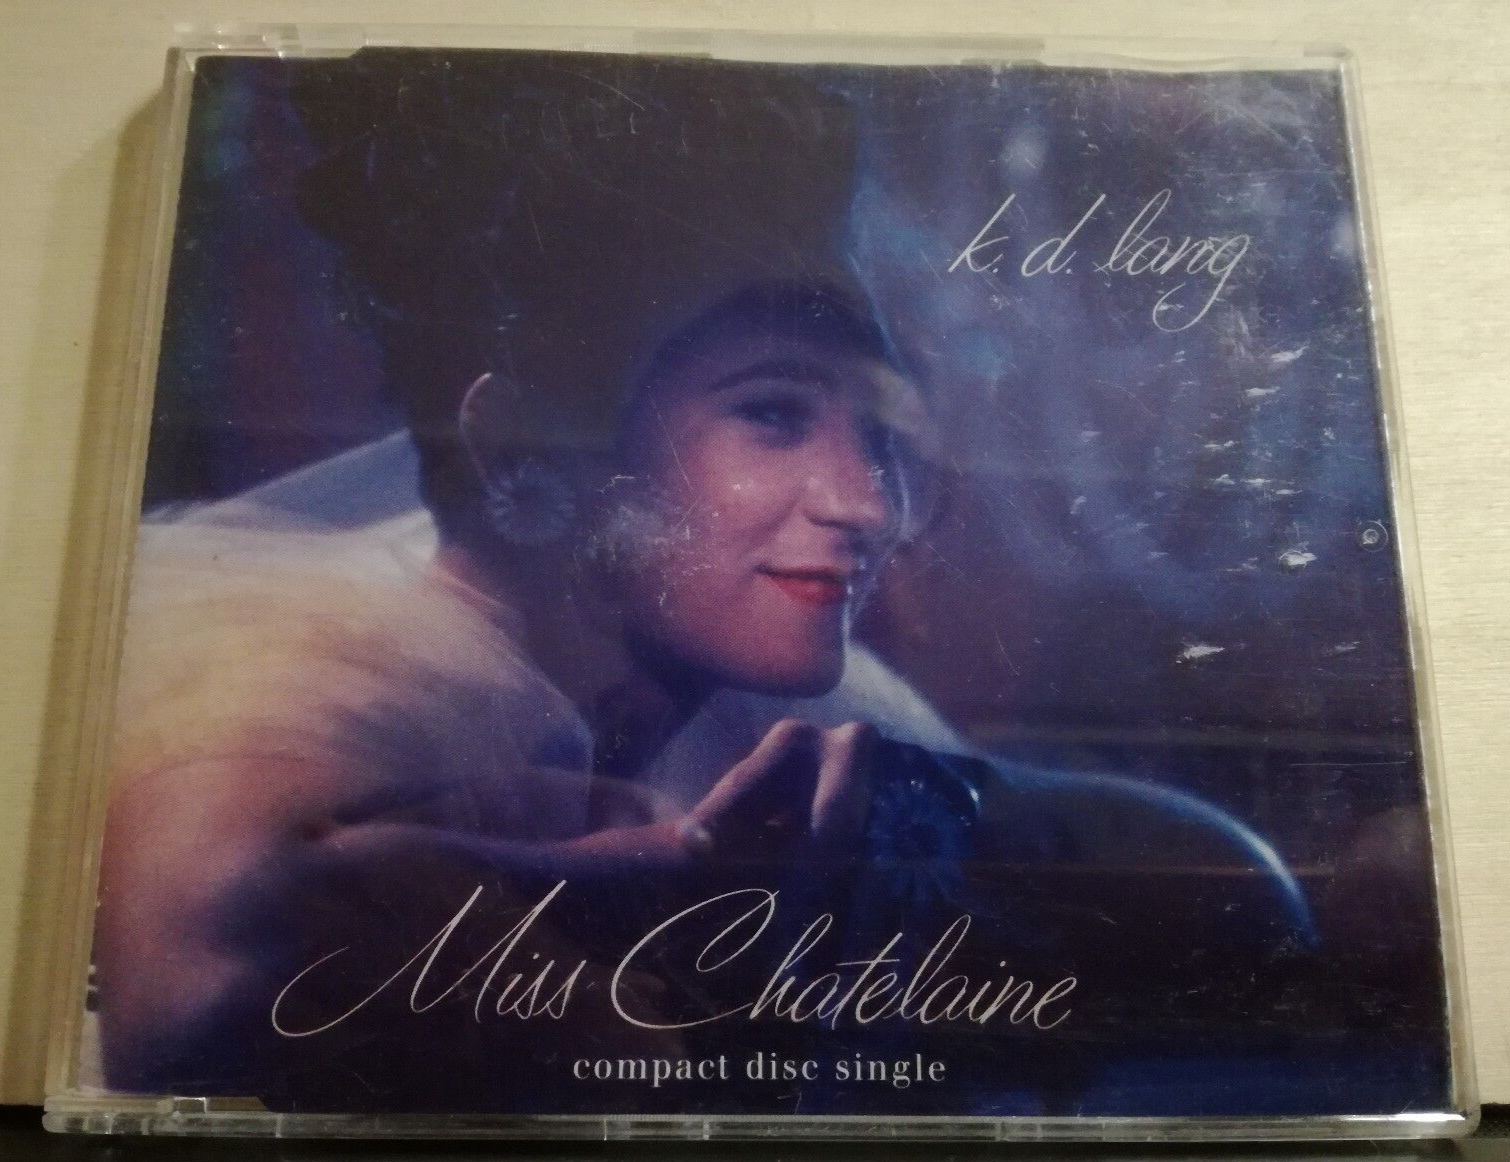 k. d. lang
Miss Chatelaine
compact disc single